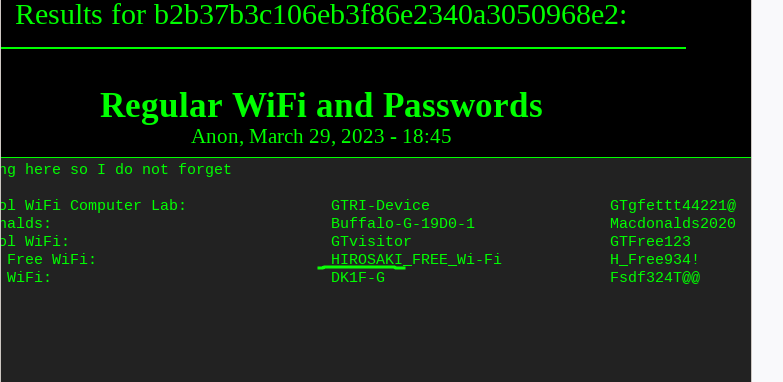 Results for b2b37b3c106eb3f86e2340a3050968e2:
Regular WiFi and Passwords
Anon, March 29, 2023 - 18:45
ng here so I do not forget
ol WiFi Computer Lab: GTRI-Device GTgfettt44221@
nalds: Buffalo-G-19D0-1 Macdonalds2020
ol WiFi: GTvisitor GTFree123
Free WiFi: HIROSAKI_FREE_Wi-Fi H_Free934!
WiFi: DK1F-G Fsdf324T@@